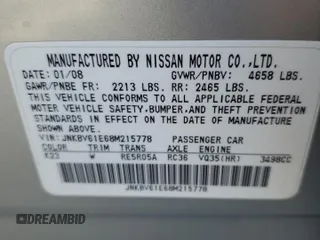 MANUFACTURED BY NISSAN MOTOR CO.,LTD.
DATE: 01/08 GVWR/PNBV: 4658 LBS.
GAWR/PNBE FR: 2213 LBS. RR: 2465 LBS.
THIS VEHICLE CONFORMS TO ALL APPLICABLE
FEDERAL MOTOR VEHICLE SAFETY,BUMPER,AND THEFT PREVENTION
STANDARDS IN EFFECT ON THE DATE OF MANUFACTURE
SHOWN ABOVE.
JNKBV61E68M215778 PASSENGER CAR
COLOR TRIM TRANS AXLE ENGINE
K23 W RE5R05A RC36 VQ35(HR) 3498CC
JNKBV61E68M215778
DREAMBID